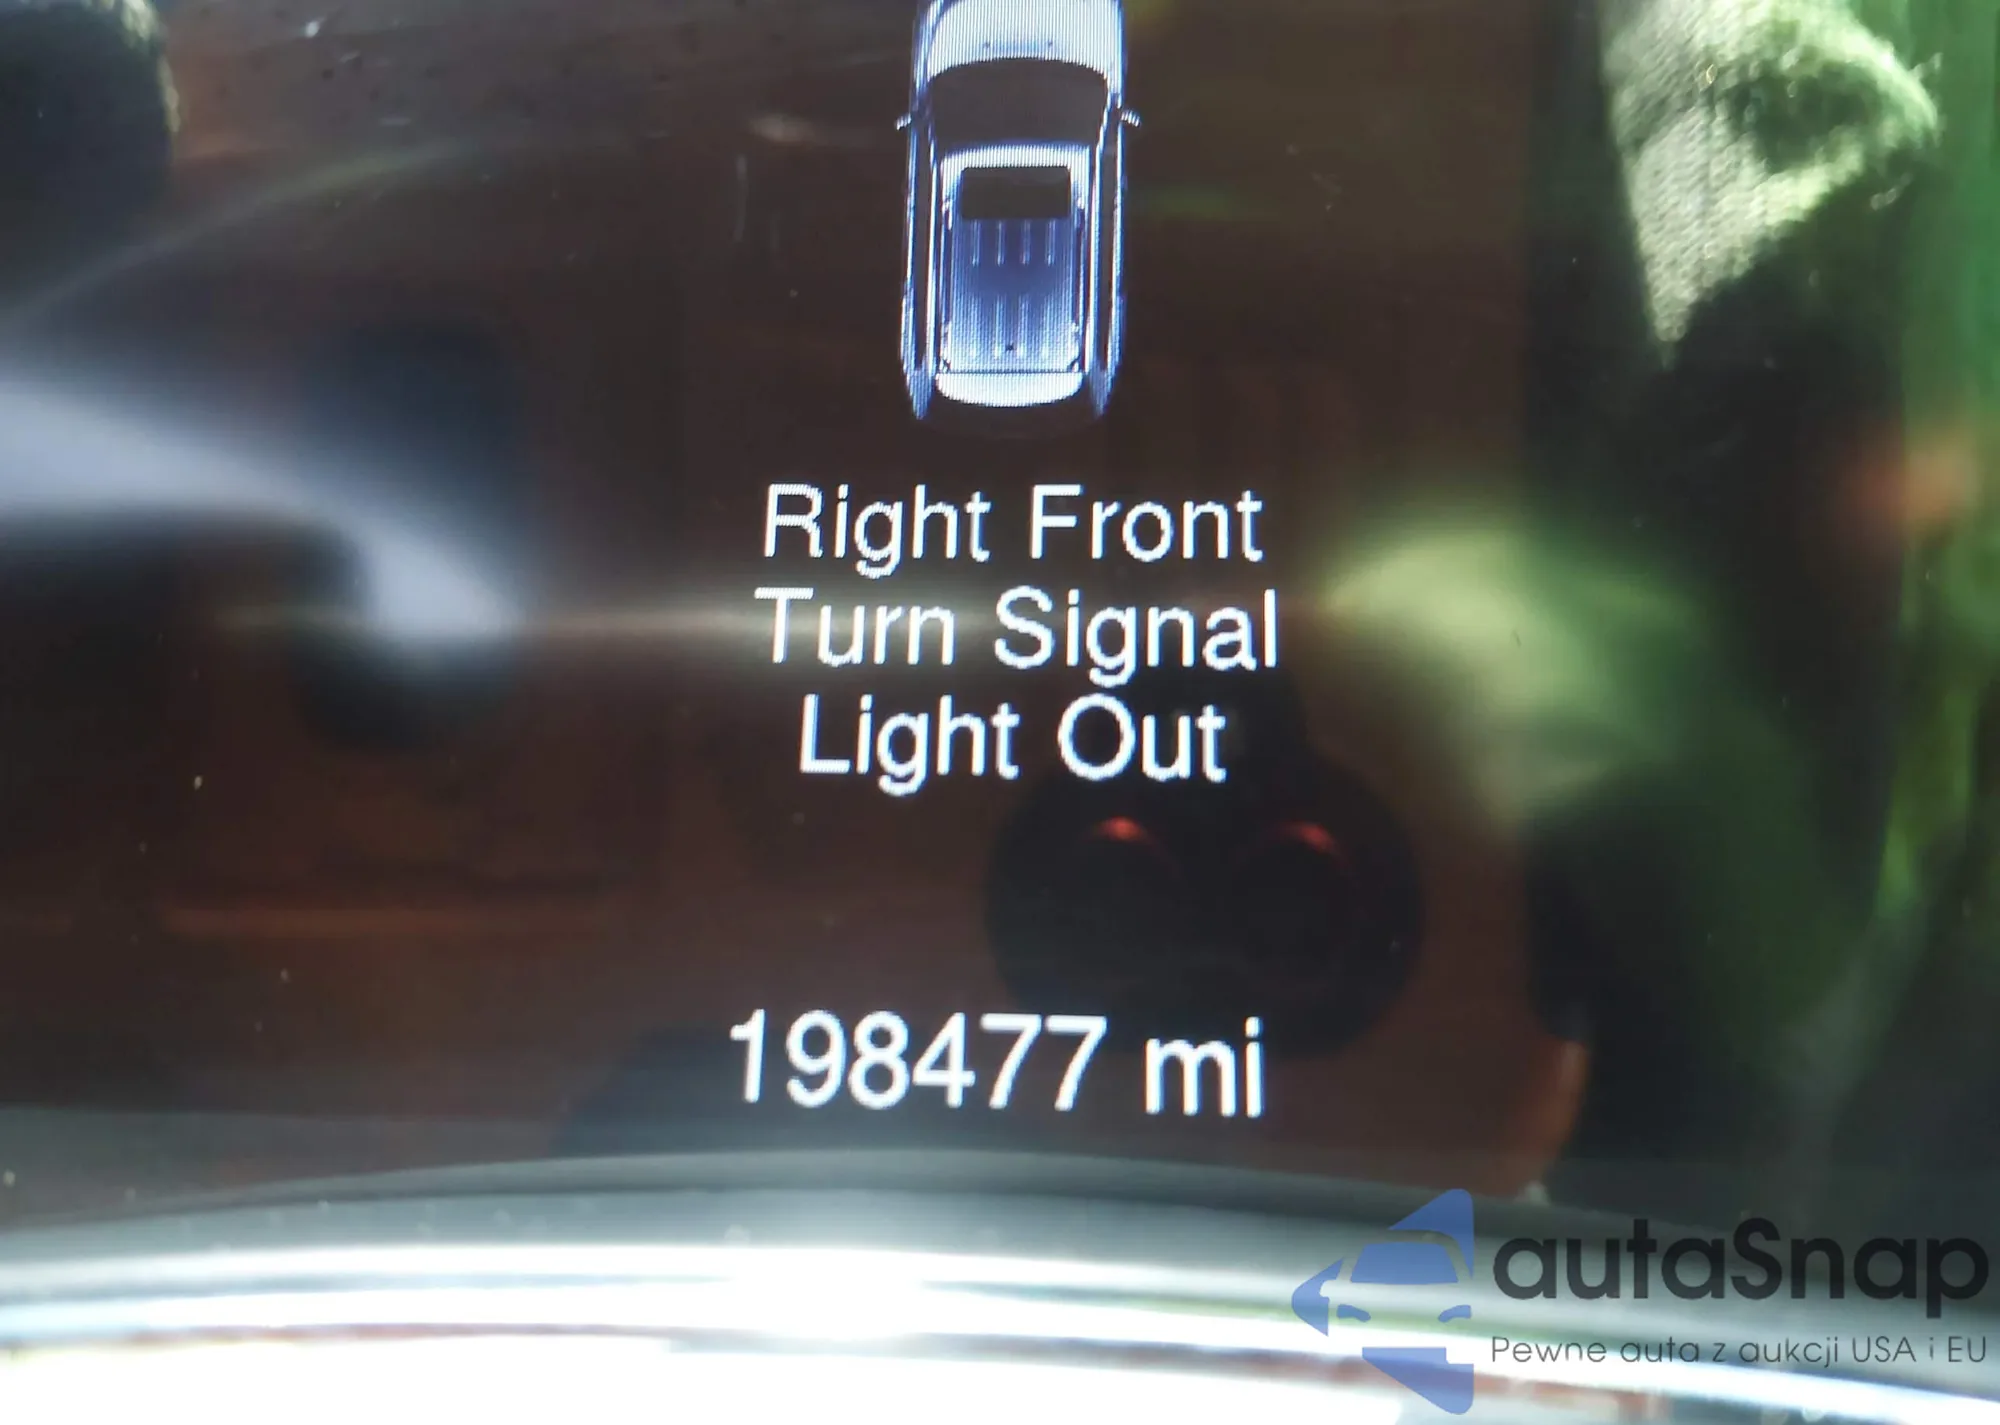 Right Front
Turn Signal
Light Out
198477 mi
autaSnap
Pewne auta z aukcji USA i EU